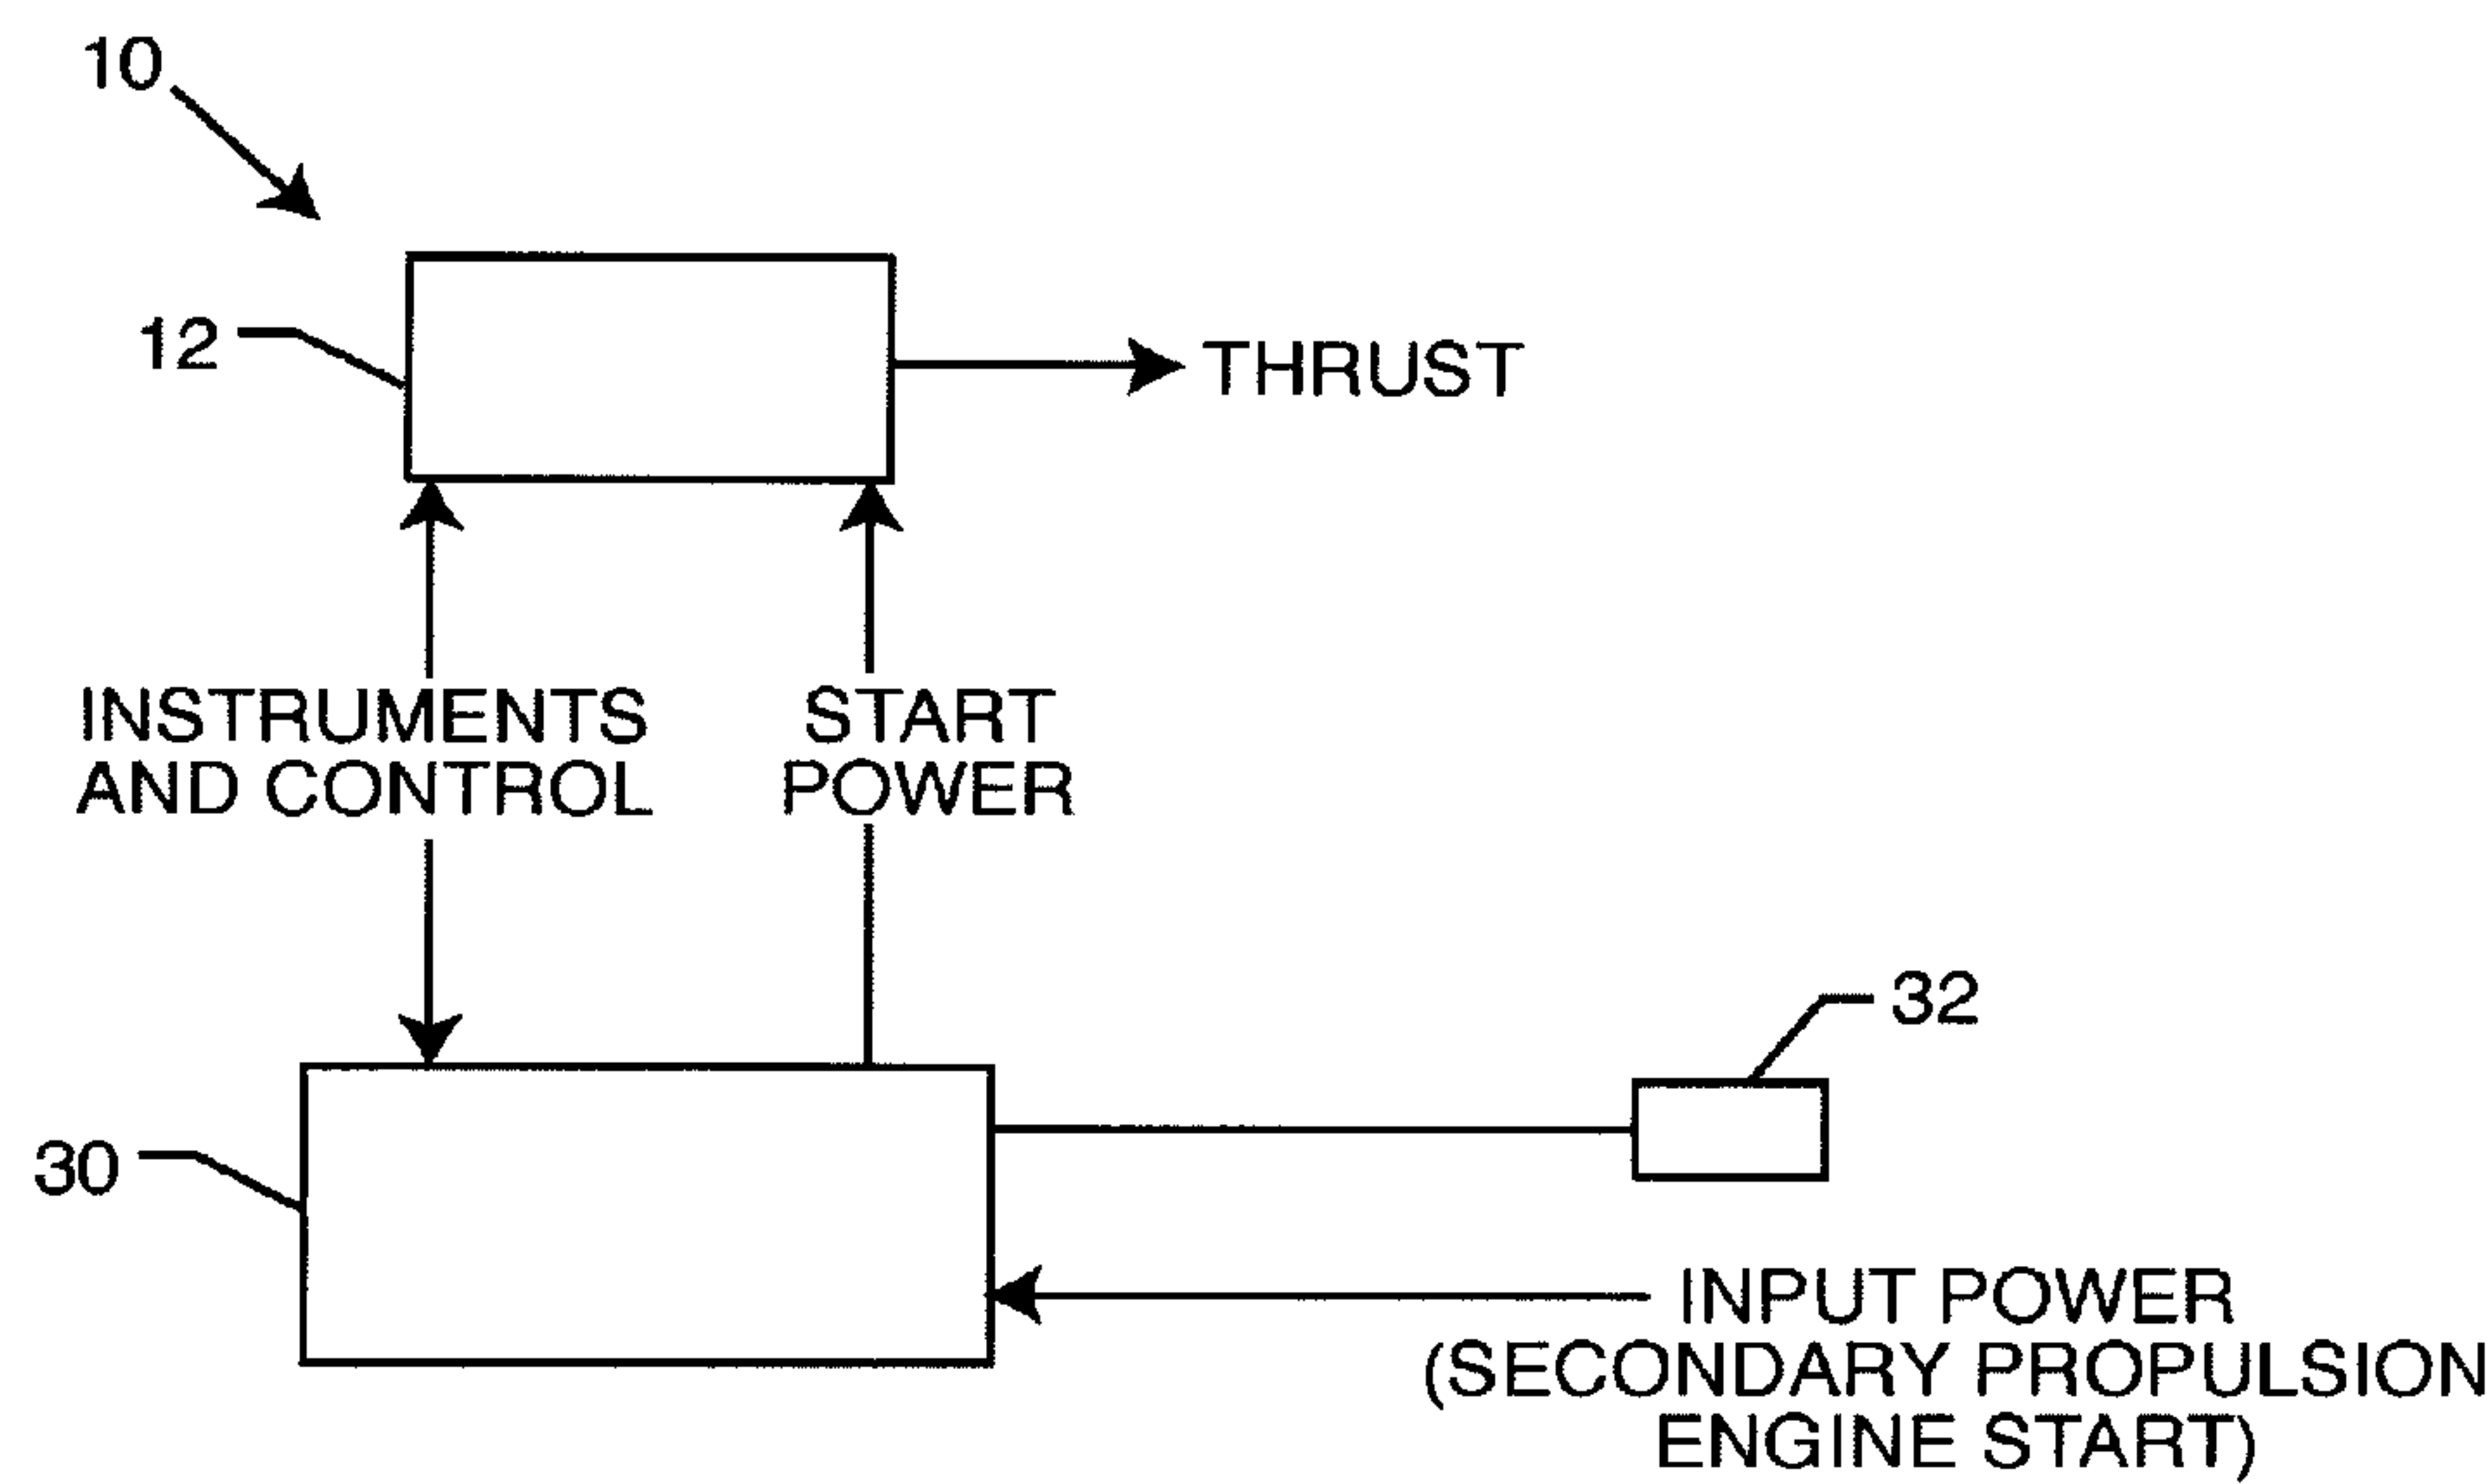 10
12
THRUST
INSTRUMENTS
AND CONTROL
START
POWER
32
30
INPUT POWER
(SECONDARY PROPULSION
ENGINE START)